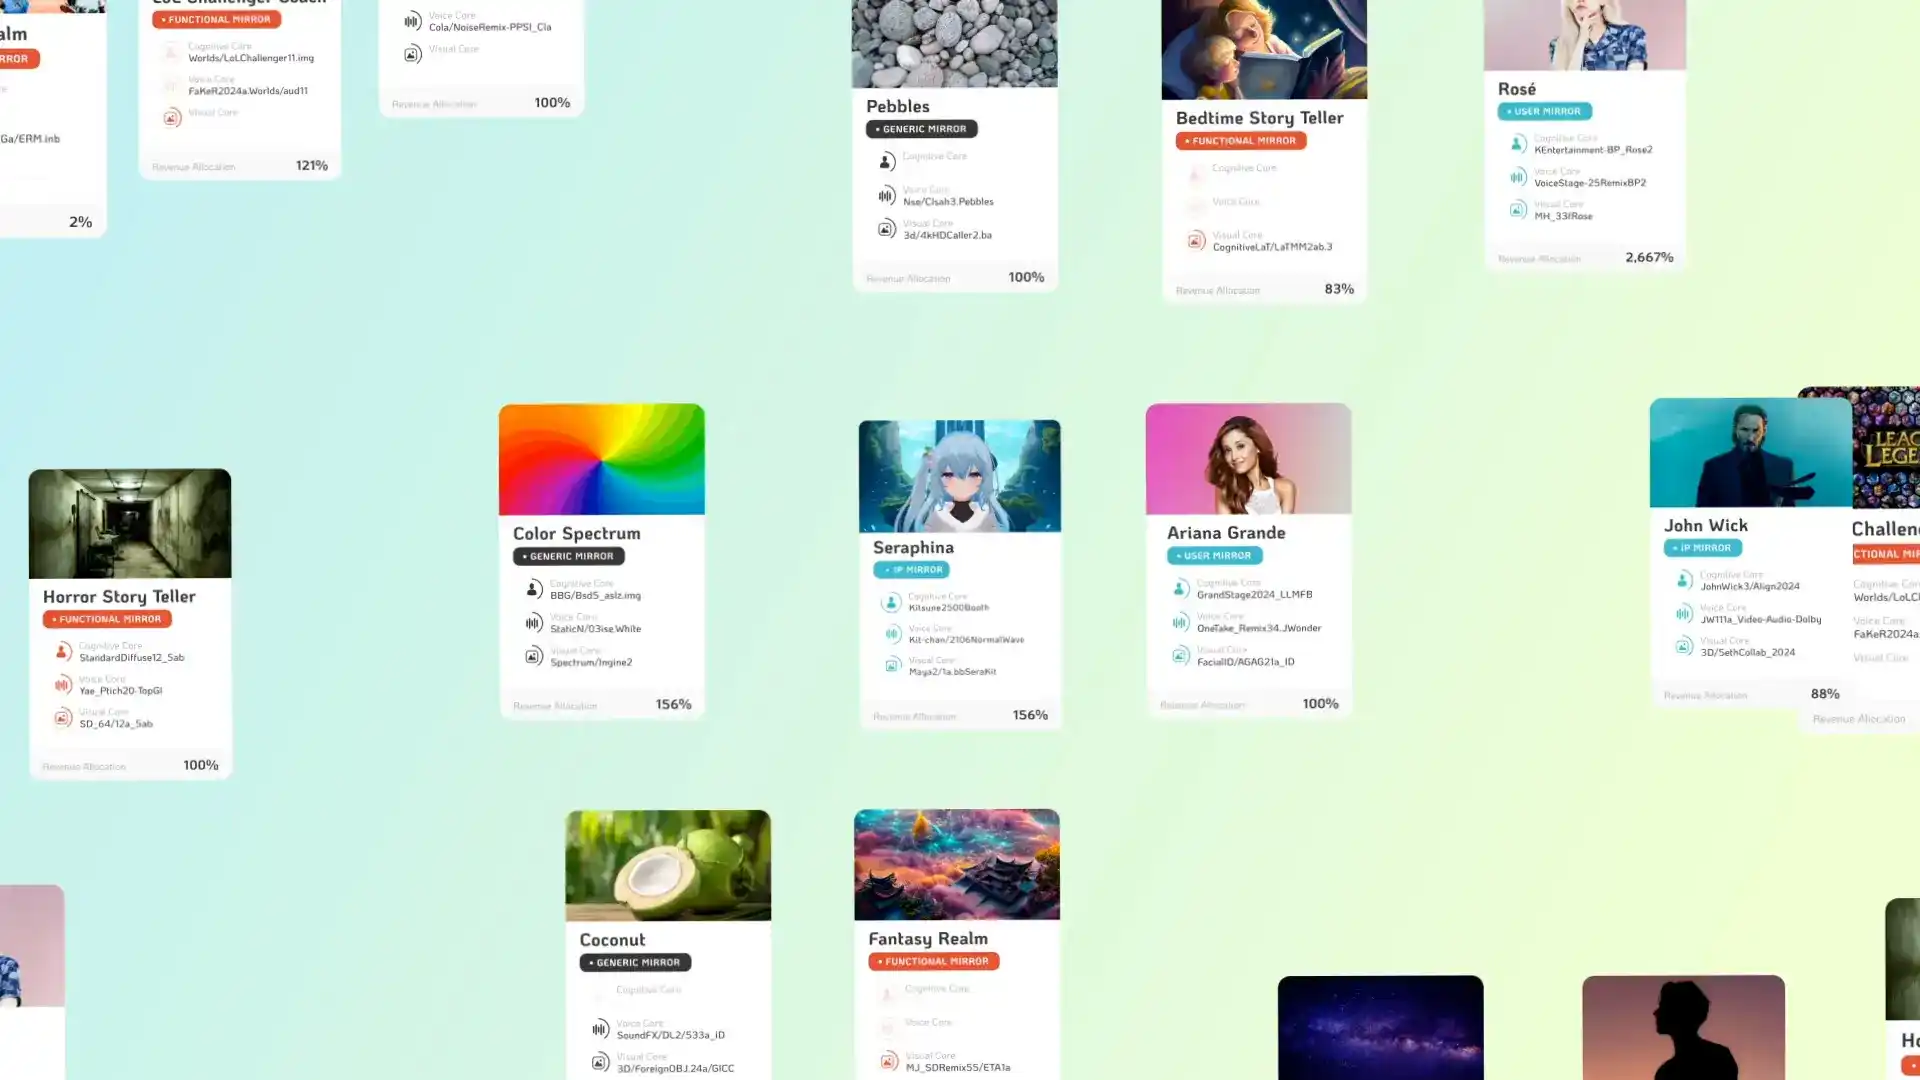 alm
RROR
Ga/ERM.inb
2%
LoL Challenger Coach
• FUNCTIONAL MIRROR
Cognitive Core
Worlds/LoLChallenger11.img
Voice Core
FaKeR2024a.Worlds/aud11
Visual Core
Revenue Allocation 121%
Voice Core
Cola/NoiseRemix-PPSI_Cla
Visual Core
Revenue Allocation 100%
Pebbles
• GENERIC MIRROR
Cognitive Core
Voice Core
Nse/Clsah3.Pebbles
Visual Core
3d/4kHDCaller2.ba
Revenue Allocation 100%
Bedtime Story Teller
• FUNCTIONAL MIRROR
Cognitive Core
Voice Core
Visual Core
CognitiveLaT/LaTMM2ab.3
Revenue Allocation 83%
Rosé
• USER MIRROR
Cognitive Core
KEntertainment-BP_Rose2
Voice Core
VoiceStage-25RemixBP2
Visual Core
MH_33fRose
Revenue Allocation 2,667%
Horror Story Teller
• FUNCTIONAL MIRROR
Cognitive Core
StandardDiffuse12_5ab
Voice Core
Yae_Ptich20-TopGl
Visual Core
SD_64/12a_5ab
Revenue Allocation 100%
Color Spectrum
• GENERIC MIRROR
Cognitive Core
BBG/Bsd5_aslz.img
Voice Core
StaticN/03ise.White
Visual Core
Spectrum/Imgine2
Revenue Allocation 156%
Seraphina
• IP MIRROR
Cognitive Core
Kitsune2500Booth
Voice Core
Kit-chan/2106NormalWave
Visual Core
Maya2/1a.bbSeraKit
Revenue Allocation 156%
Ariana Grande
• USER MIRROR
Cognitive Core
GrandStage2024_LLMFB
Voice Core
OneTake_Remix34.JWonder
Visual Core
FacialID/AGAG21a_ID
Revenue Allocation 100%
John Wick
• IP MIRROR
Cognitive Core
JohnWick3/Align2024
Voice Core
JW111a_Video-Audio-Dolby
Visual Core
3D/SethCollab_2024
Revenue Allocation 88%
LEAG
LEGE
Challen
CTIONAL MIR
Cognitive Cor
Worlds/LoLCl
Voice Core
FaKeR2024a.
Visual Core
Revenue Allocation
Coconut
• GENERIC MIRROR
Cognitive Core
Voice Core
SoundFX/DL2/533a_iD
Visual Core
3D/ForeignOBJ.24a/GICC
Fantasy Realm
• FUNCTIONAL MIRROR
Cognitive Core
Voice Core
Visual Core
MJ_SDRemix55/ETA1a
Ho